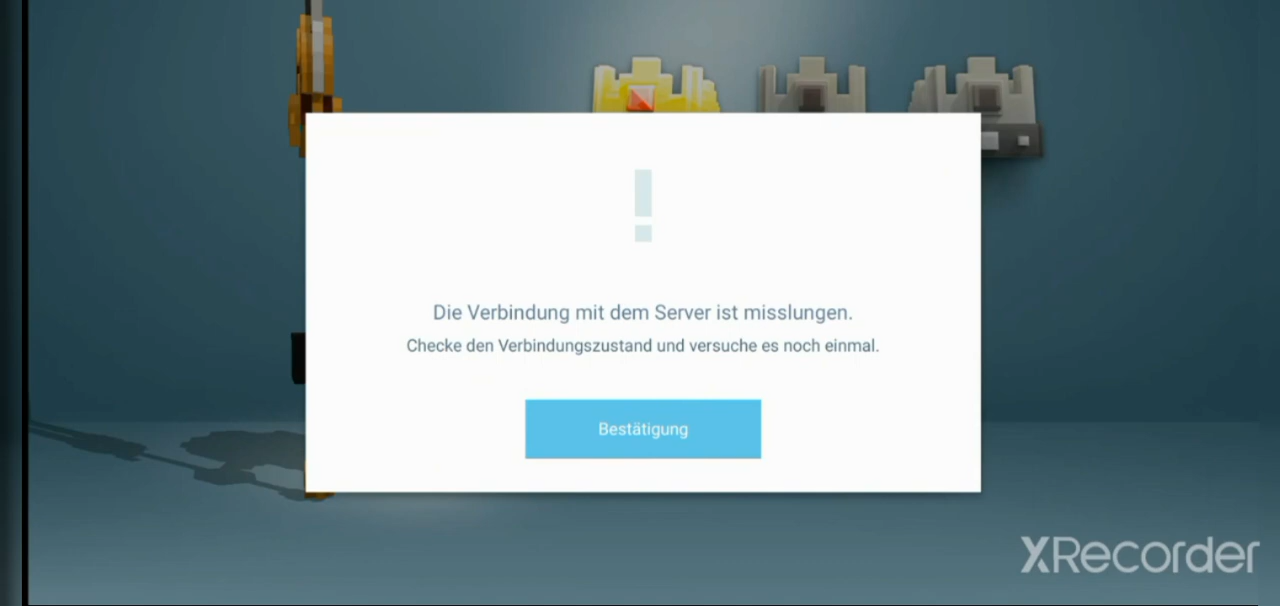 Die Verbindung mit dem Server ist misslungen.
Checke den Verbindungszustand und versuche es noch einmal.
Bestätigung
XRecorder